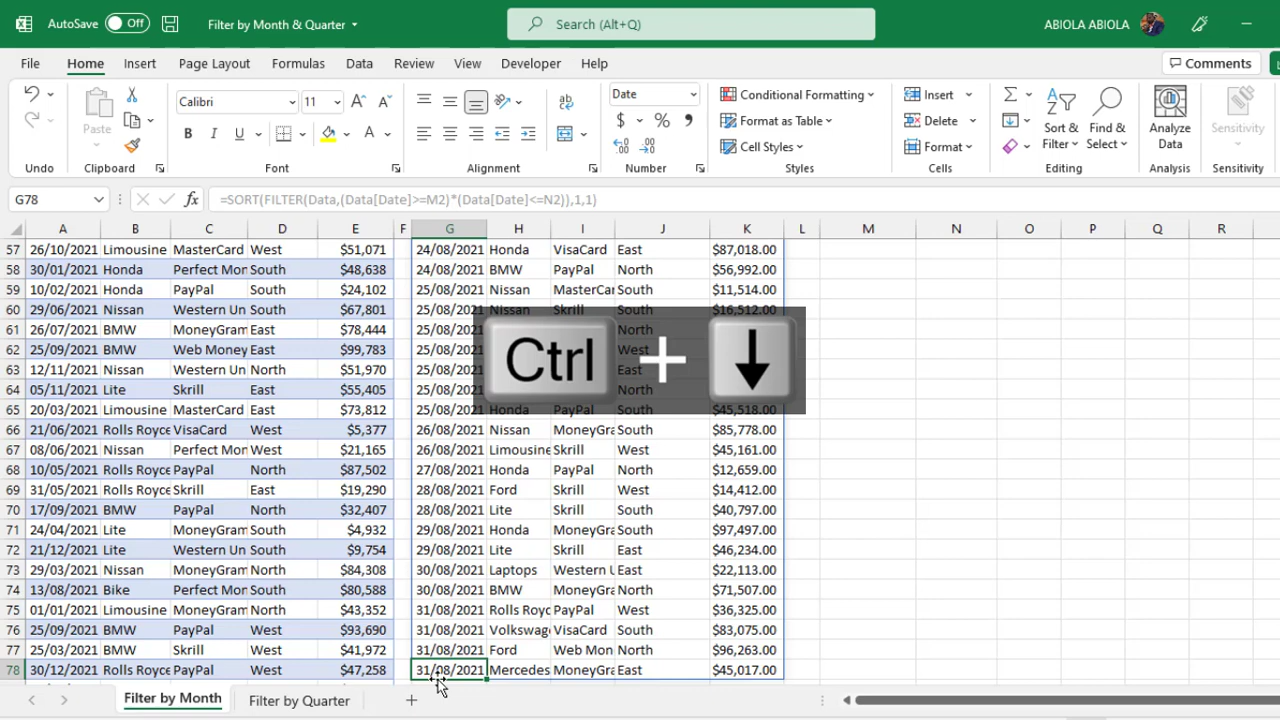 AutoSave Off Filter by Month & Quarter Search (Alt+Q) ABIOLA ABIOLA
File Home Insert Page Layout Formulas Data Review View Developer Help Comments
Calibri 11 Date Conditional Formatting Insert
Paste B I U A ab $ % Format as Table Delete Sort & Filter Find & Select Analyze Data Sensitivity
Cell Styles Format
Undo Clipboard Font Alignment Number Styles Cells Editing Analysis Sensitivity
G78 fx =SORT(FILTER(Data,(Data[Date]>=M2)*(Data[Date]<=N2)),1,1)
A B C D E F G H I J K L M N O P Q R
57 26/10/2021 Limousine MasterCard West $51,071 24/08/2021 Honda VisaCard East $87,018.00
58 30/01/2021 Honda Perfect Mon South $48,638 24/08/2021 BMW PayPal North $56,992.00
59 10/02/2021 Honda PayPal South $24,102 25/08/2021 Nissan MasterCar South $11,514.00
60 29/06/2021 Nissan Western Un South $67,801 25/08/2021 Nissan Skrill South $16,512.00
61 26/07/2021 BMW MoneyGram East $78,444 25/08/2021 North
62 25/09/2021 BMW Web Money East $99,783 25/08/2021 West
63 12/11/2021 Nissan Western Un North $51,970 25/08/2021 East
64 05/11/2021 Lite Skrill East $55,405 25/08/2021 North
65 20/03/2021 Limousine MasterCard East $73,812 25/08/2021 Honda PayPal South $45,518.00
66 21/06/2021 Rolls Royce VisaCard West $5,377 26/08/2021 Nissan MoneyGra South $85,778.00
67 08/06/2021 Nissan Perfect Mon West $21,165 26/08/2021 Limousine Skrill West $45,161.00
68 10/05/2021 Rolls Royce PayPal North $87,502 27/08/2021 Honda PayPal North $12,659.00
69 31/05/2021 Rolls Royce Skrill East $19,290 28/08/2021 Ford Skrill West $14,412.00
70 17/09/2021 BMW PayPal North $32,407 28/08/2021 Lite Skrill South $40,797.00
71 24/04/2021 Lite MoneyGram South $4,932 29/08/2021 Honda MoneyGra South $97,497.00
72 21/12/2021 Lite Western Un South $9,754 29/08/2021 Lite Skrill East $46,234.00
73 29/03/2021 Nissan MoneyGram North $84,308 30/08/2021 Laptops Western U East $22,113.00
74 13/08/2021 Bike Perfect Mon South $80,588 30/08/2021 BMW MoneyGra North $71,507.00
75 01/01/2021 Limousine MoneyGram North $43,352 31/08/2021 Rolls Royc PayPal West $36,325.00
76 25/09/2021 BMW PayPal West $93,690 31/08/2021 Volkswag VisaCard South $83,075.00
77 25/03/2021 BMW Skrill West $41,972 31/08/2021 Ford Web Mon North $96,263.00
78 30/12/2021 Rolls Royce PayPal West $47,258 31/08/2021 Mercedes MoneyGra East $45,017.00
Ctrl +
Filter by Month Filter by Quarter